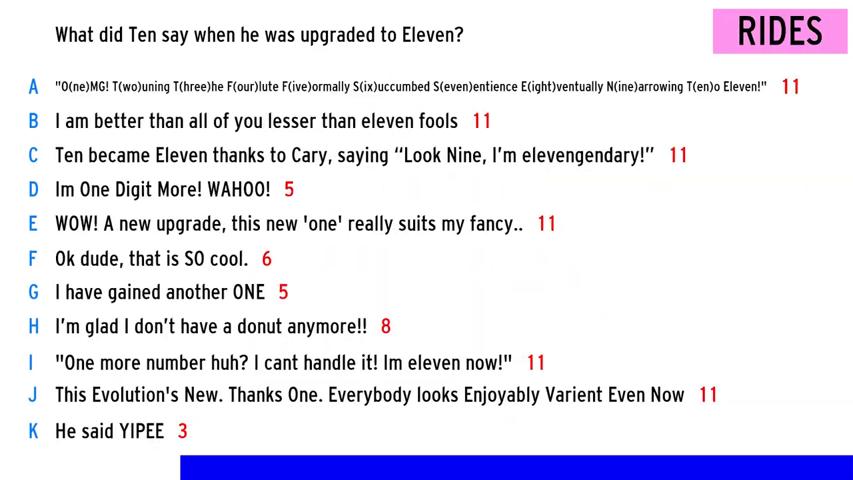 What did Ten say when he was upgraded to Eleven?
RIDES
A "O(ne)MG! T(wo)uning T(hree)he F(our)lute F(ive)ormally S(ix)uccumbed S(even)entience E(ight)ventually N(ine)arrowing T(en)o Eleven!" 11
B I am better than all of you lesser than eleven fools 11
C Ten became Eleven thanks to Cary, saying “Look Nine, I’m elevengendary!” 11
D Im One Digit More! WAHOO! 5
E WOW! A new upgrade, this new 'one' really suits my fancy.. 11
F Ok dude, that is SO cool. 6
G I have gained another ONE 5
H I’m glad I don’t have a donut anymore!! 8
I "One more number huh? I cant handle it! Im eleven now!" 11
J This Evolution's New. Thanks One. Everybody looks Enjoyably Varient Even Now 11
K He said YIPEE 3